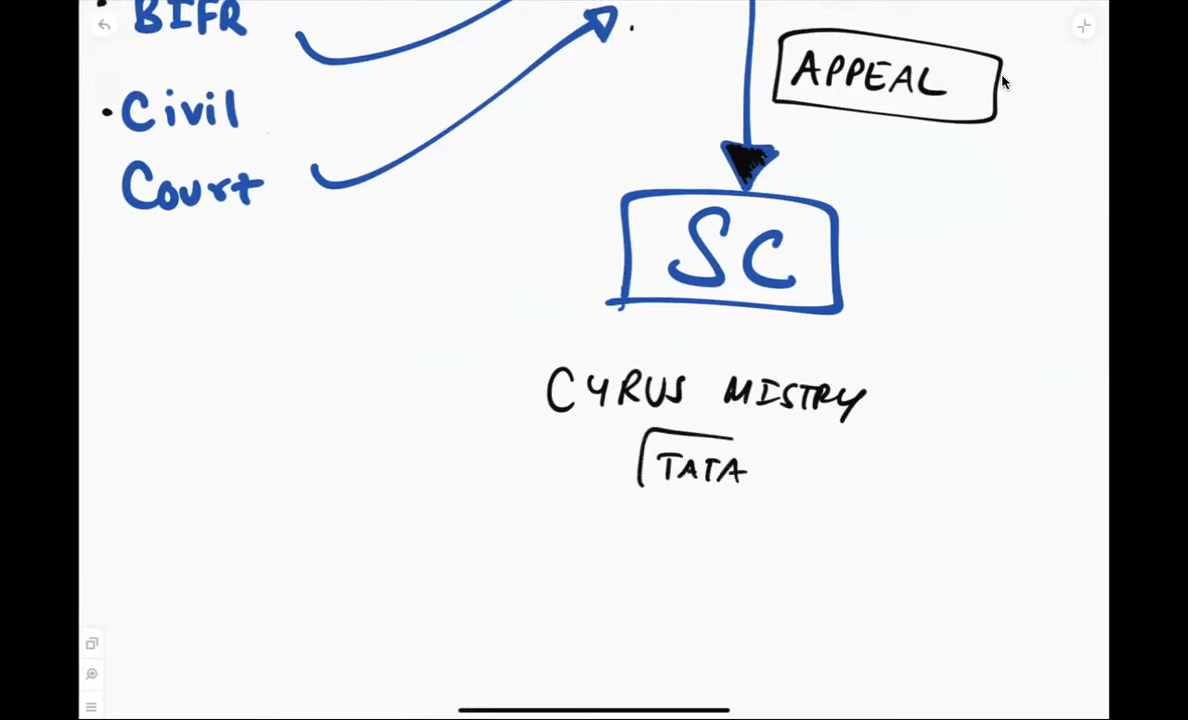 • BIFR
APPEAL
• Civil
Court
SC
CYRUS MISTRY
TATA